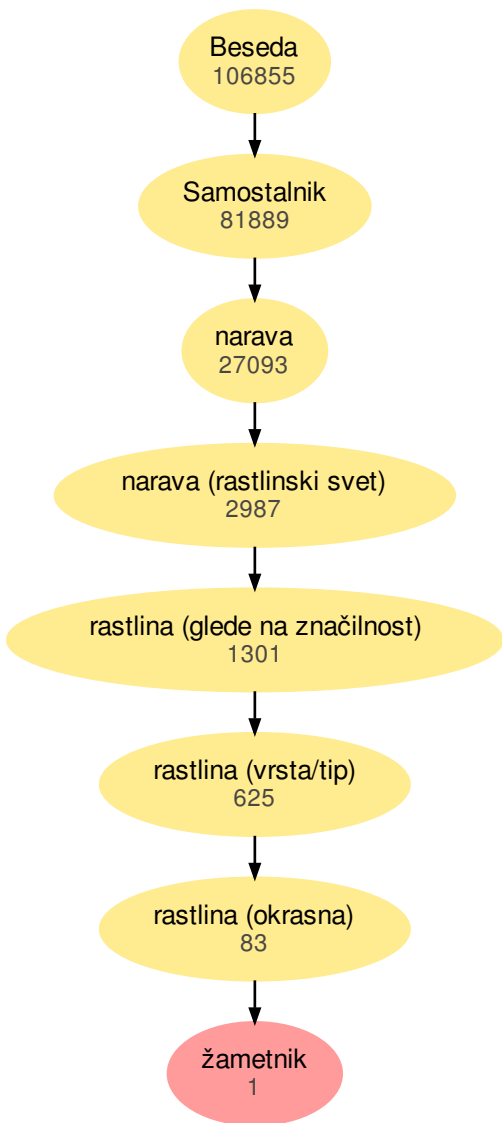 Beseda
106855
Samostalnik
81889
narava
27093
narava (rastlinski svet)
2987
rastlina (glede na značilnost)
1301
rastlina (vrsta/tip)
625
rastlina (okrasna)
83
žametnik
1